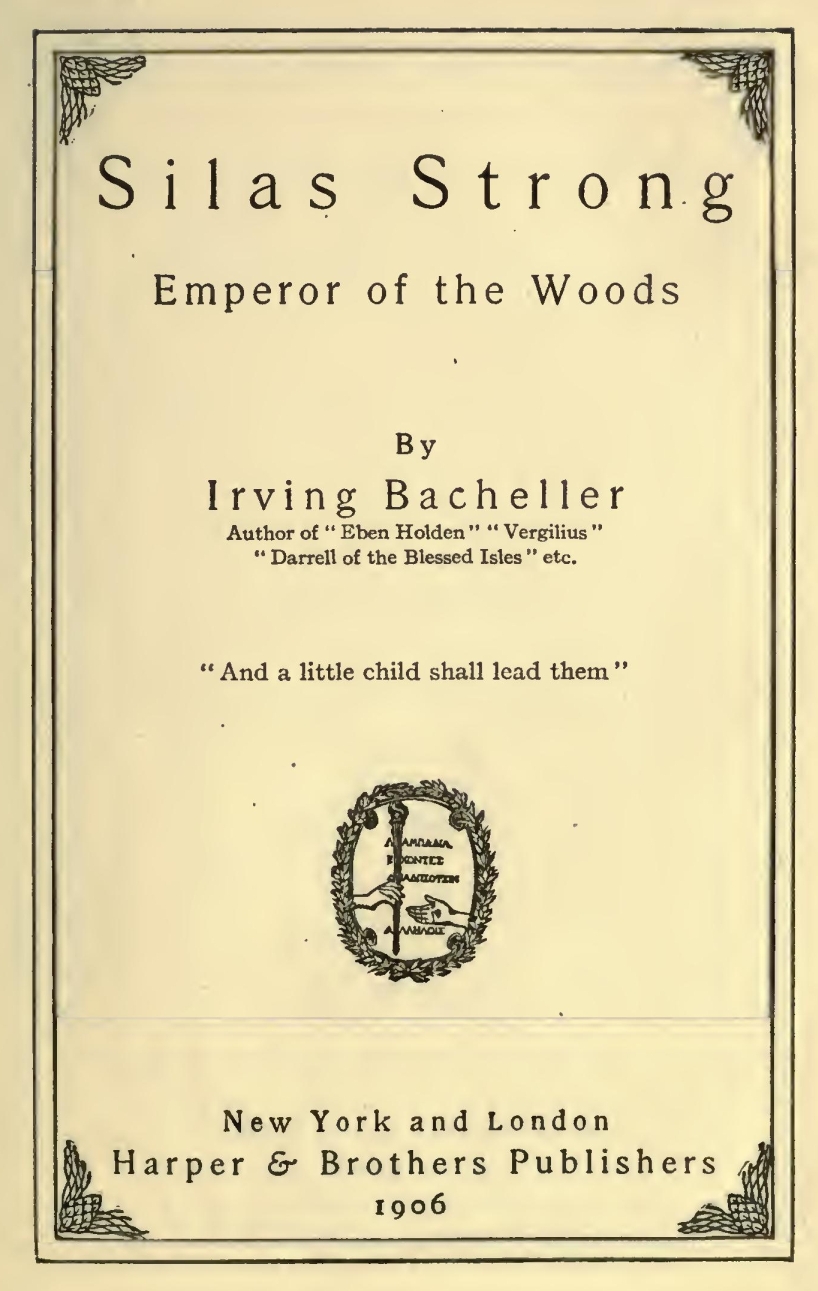 Silas Strong
Emperor of the Woods
By
Irving Bacheller
Author of "Eben Holden" "Vergilius"
"Darrell of the Blessed Isles" etc.
"And a little child shall lead them"
New York and London
Harper & Brothers Publishers
1906